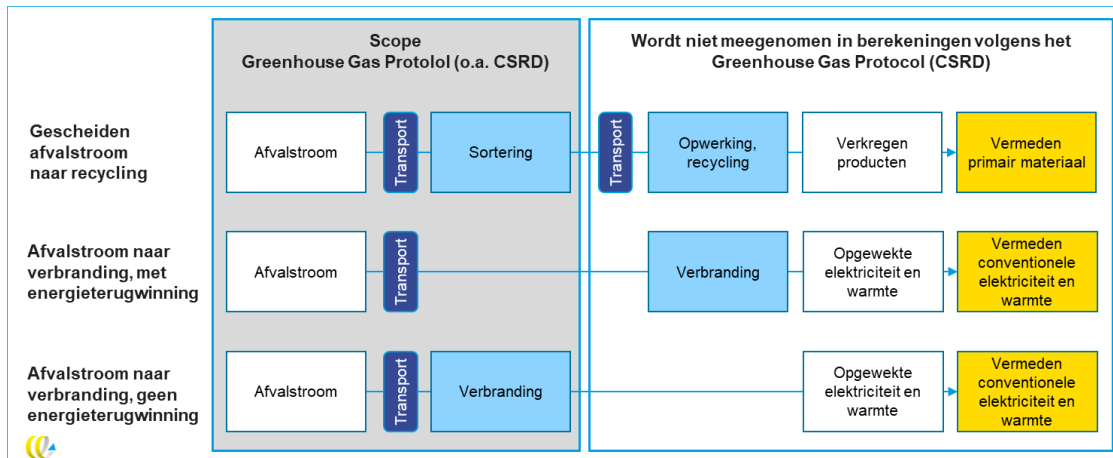 Scope
Greenhouse Gas Protolol (o.a. CSRD)
Wordt niet meegenomen in berekeningen volgens het
Greenhouse Gas Protocol (CSRD)
Gescheiden
afvalstroom
naar recycling
Afvalstroom
Transport
Sortering
Transport
Opwerking,
recycling
Verkregen
producten
Vermeden
primair materiaal
Afvalstroom naar
verbranding, met
energieterugwinning
Afvalstroom
Transport
Verbranding
Opgewekte
elektriciteit en
warmte
Vermeden
conventionele
elektriciteit en
warmte
Afvalstroom naar
verbranding, geen
energieterugwinning
Afvalstroom
Transport
Verbranding
Opgewekte
elektriciteit en
warmte
Vermeden
conventionele
elektriciteit en
warmte